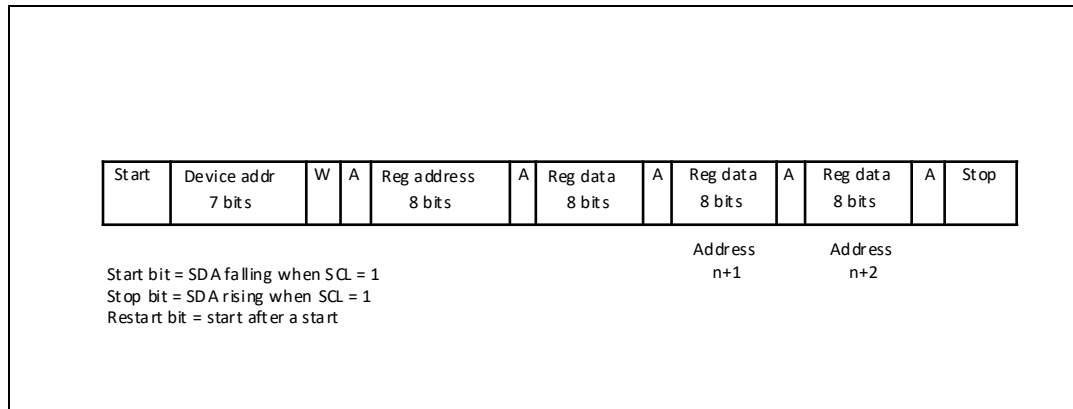 Start Device addr W A Reg address A Reg data A Reg data A Reg data A Stop
7 bits 8 bits 8 bits 8 bits 8 bits
Address Address
n+1 n+2
Start bit = SDA falling when SCL = 1
Stop bit = SDA rising when SCL = 1
Restart bit = start after a start